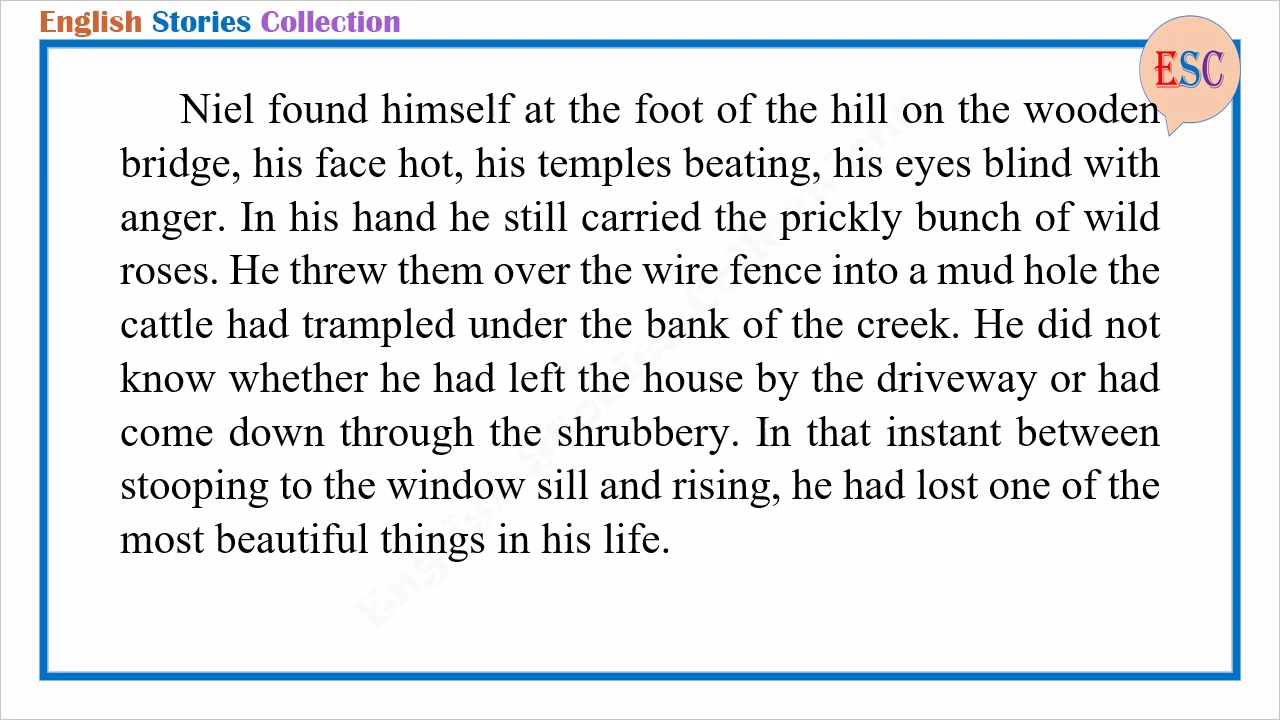 English Stories Collection
ESC
Niel found himself at the foot of the hill on the wooden
bridge, his face hot, his temples beating, his eyes blind with
anger. In his hand he still carried the prickly bunch of wild
roses. He threw them over the wire fence into a mud hole the
cattle had trampled under the bank of the creek. He did not
know whether he had left the house by the driveway or had
come down through the shrubbery. In that instant between
stooping to the window sill and rising, he had lost one of the
most beautiful things in his life.
English Stories Collection